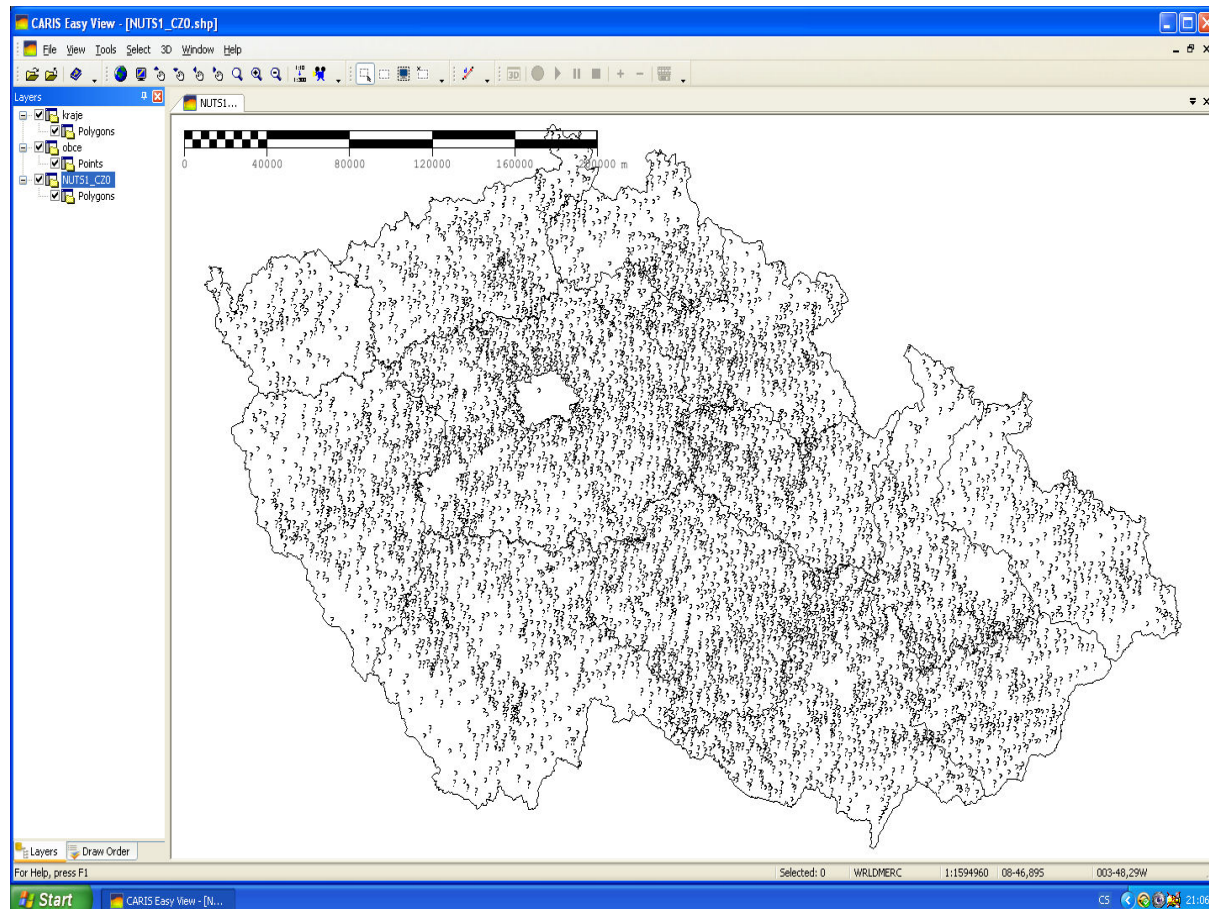 CARIS Easy View - [NUTS1_CZ0.shp]
File View Tools Select 3D Window Help
3D
Layers
kraje
Polygons
obce
Points
NUTS1_CZ0
Polygons
NUTS1...
0 40000 80000 120000 160000 200000 m
Layers Draw Order
For Help, press F1
Selected: 0 WRLDMERC 1:1594960 08-46,89S 003-48,29W
Start CARIS Easy View - [N... CS 21:06